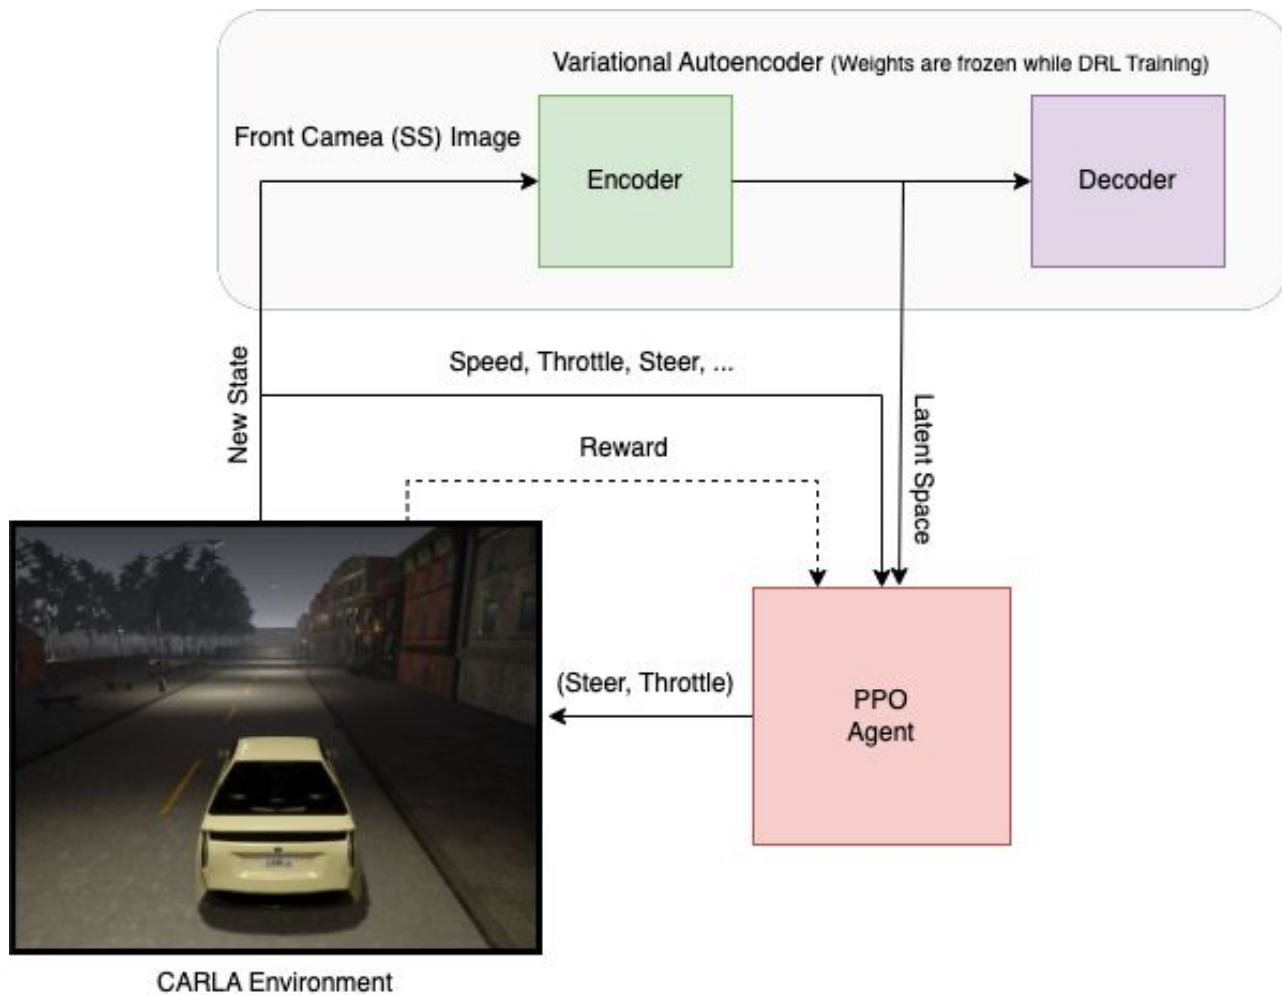 Variational Autoencoder (Weights are frozen while DRL Training)
Front Camea (SS) Image
Encoder
Decoder
New State
Speed, Throttle, Steer, ...
Latent Space
Reward
(Steer, Throttle)
PPO
Agent
CARLA Environment